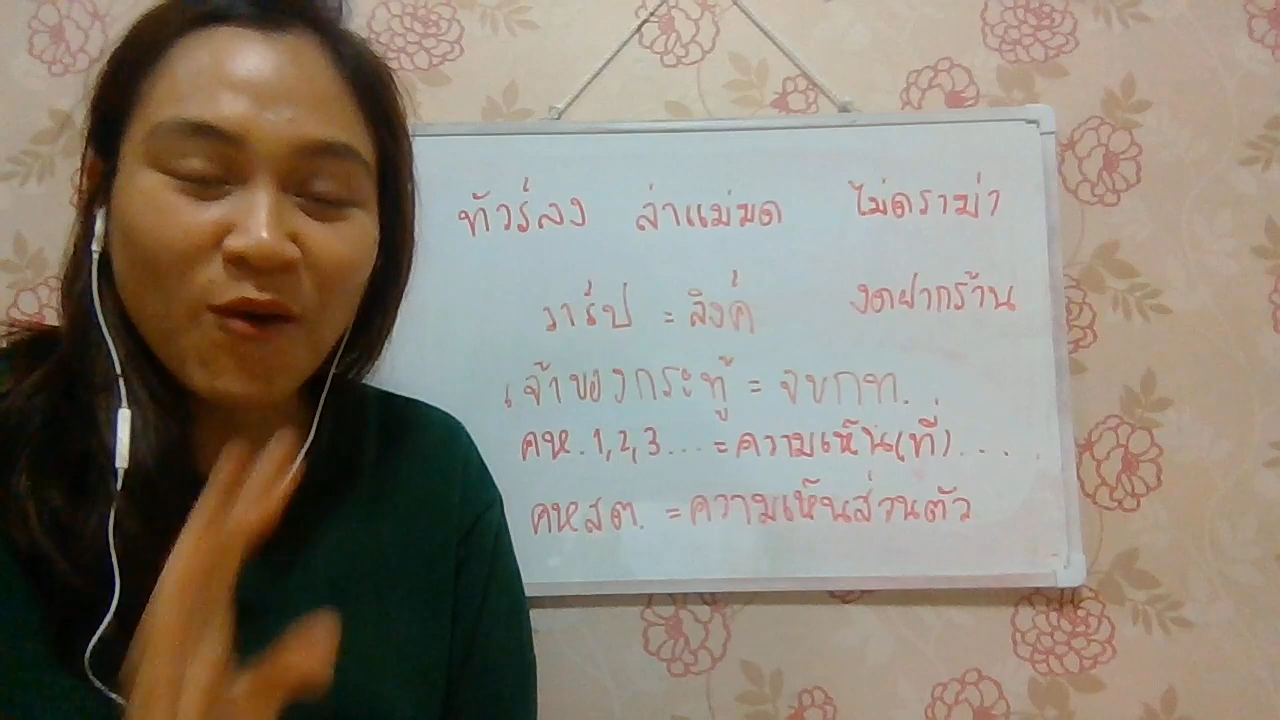 ทัวร์ลง ล่าแม่มด ไม่ดราม่า
วาร์ป = ลิงค์ งดฝากร้าน
เจ้าของกระทู้ = จขกท.
คห. 1,2,3... = ความเห็น(ที่)....
คหสต. = ความเห็นส่วนตัว